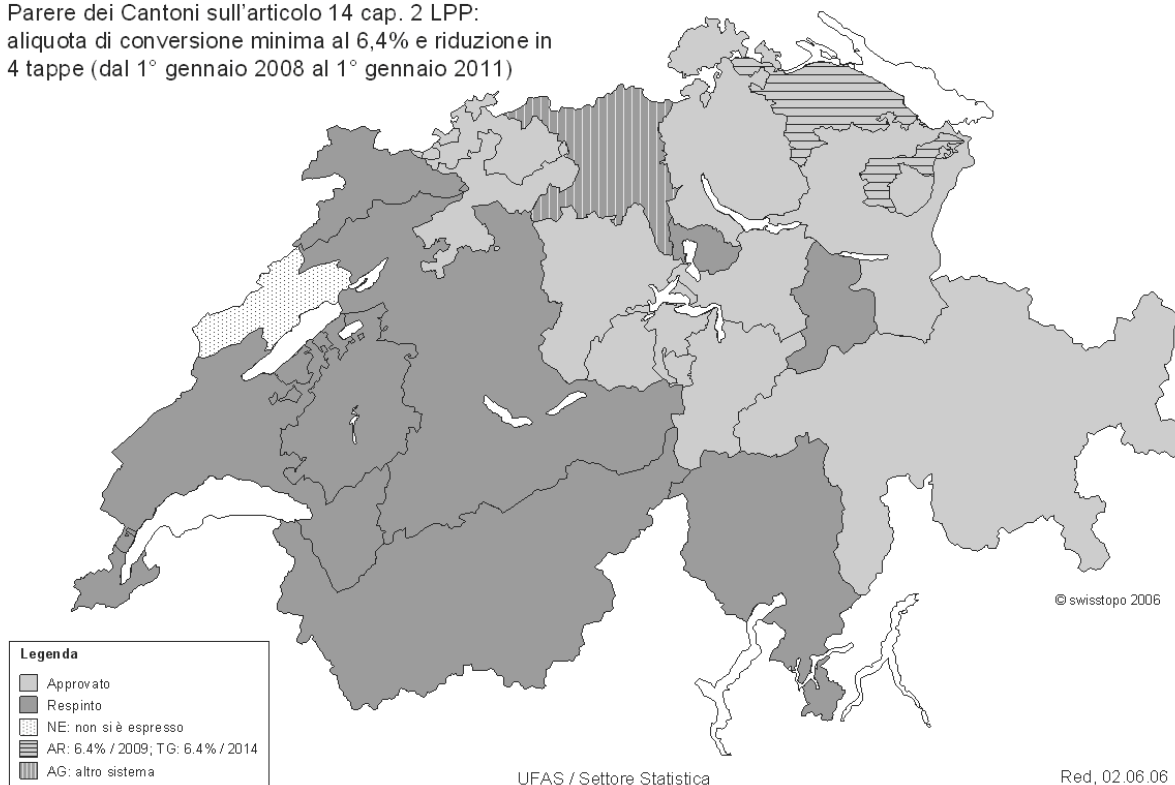 Parere dei Cantoni sull'articolo 14 cap. 2 LPP:
aliquota di conversione minima al 6,4% e riduzione in
4 tappe (dal 1° gennaio 2008 al 1° gennaio 2011)
© swisstopo 2006
Legenda
Approvato
Respinto
NE: non si è espresso
AR: 6.4% / 2009; TG: 6.4% / 2014
AG: altro sistema
UFAS / Settore Statistica
Red, 02.06.06